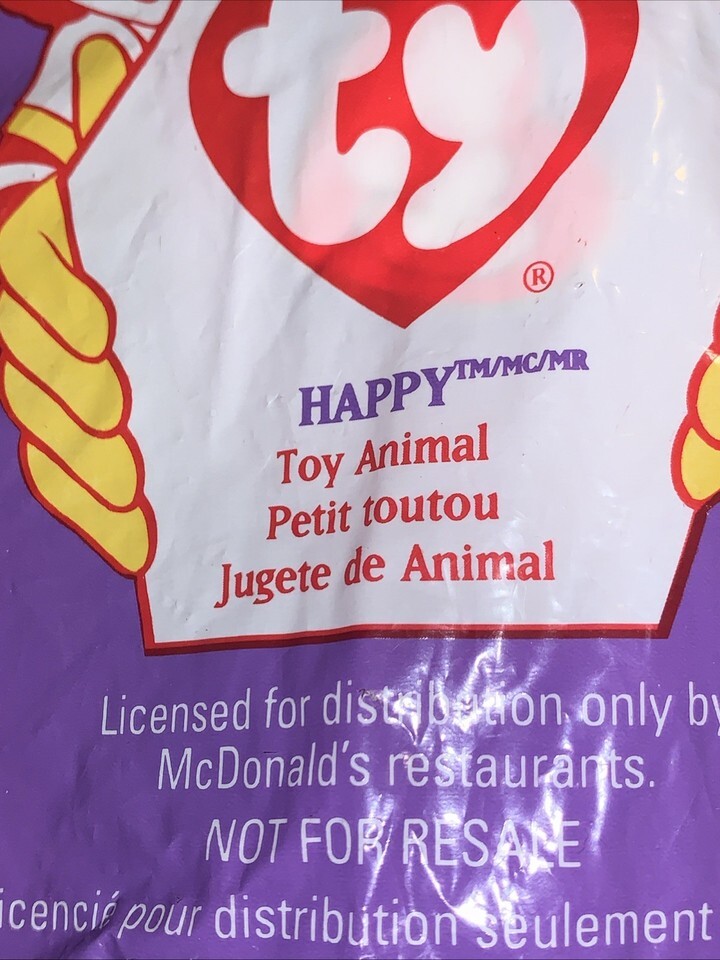 ty
®
HAPPY™/MC/MR
Toy Animal
Petit toutou
Jugete de Animal
Licensed for distribution only by
McDonald's restaurants.
NOT FOR RESALE
icencié pour distribution seulement